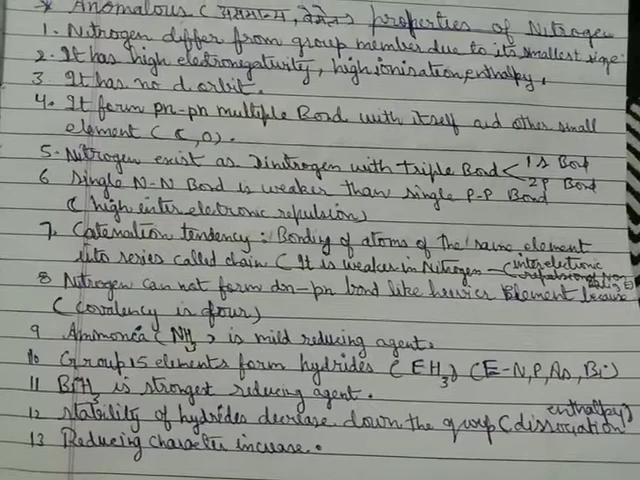 * Anomalous (असामान्य, बेमेल) properties of Nitrogen
1. Nitrogen differ from group member due to its smallest size
2. It has high electronegaturity, high ionisation, enthalpy,
3 It has no d orbit.
4. It form pπ-pπ multiple Bond with itself and other small
element (C, O).
5. Nitrogen exist as Dinitrogen with triple Bond < 1 s Bond
2 p Bond
6 Single N-N Bond is weaker than single P-P Bond
(high inter electronic repulsion)
7. Catenation tendency: Bonding of atoms of the same element
into series called chain (It is weaker in Nitrogen - (interelectronic
repulsion
8 Nitrogen can not form dπ-pπ bond like heavier Element because
(covalency is four)
9 Ammonea (NH3) is mild reducing agent.
10 Group 15 elements form hydrides (EH3) (E-N, P, As, Bi)
11 BiH3 is strongest reducing agent.
12 Stability of hydrides decrease down the group (dissociation enthalpy)
13 Reducing character increase.